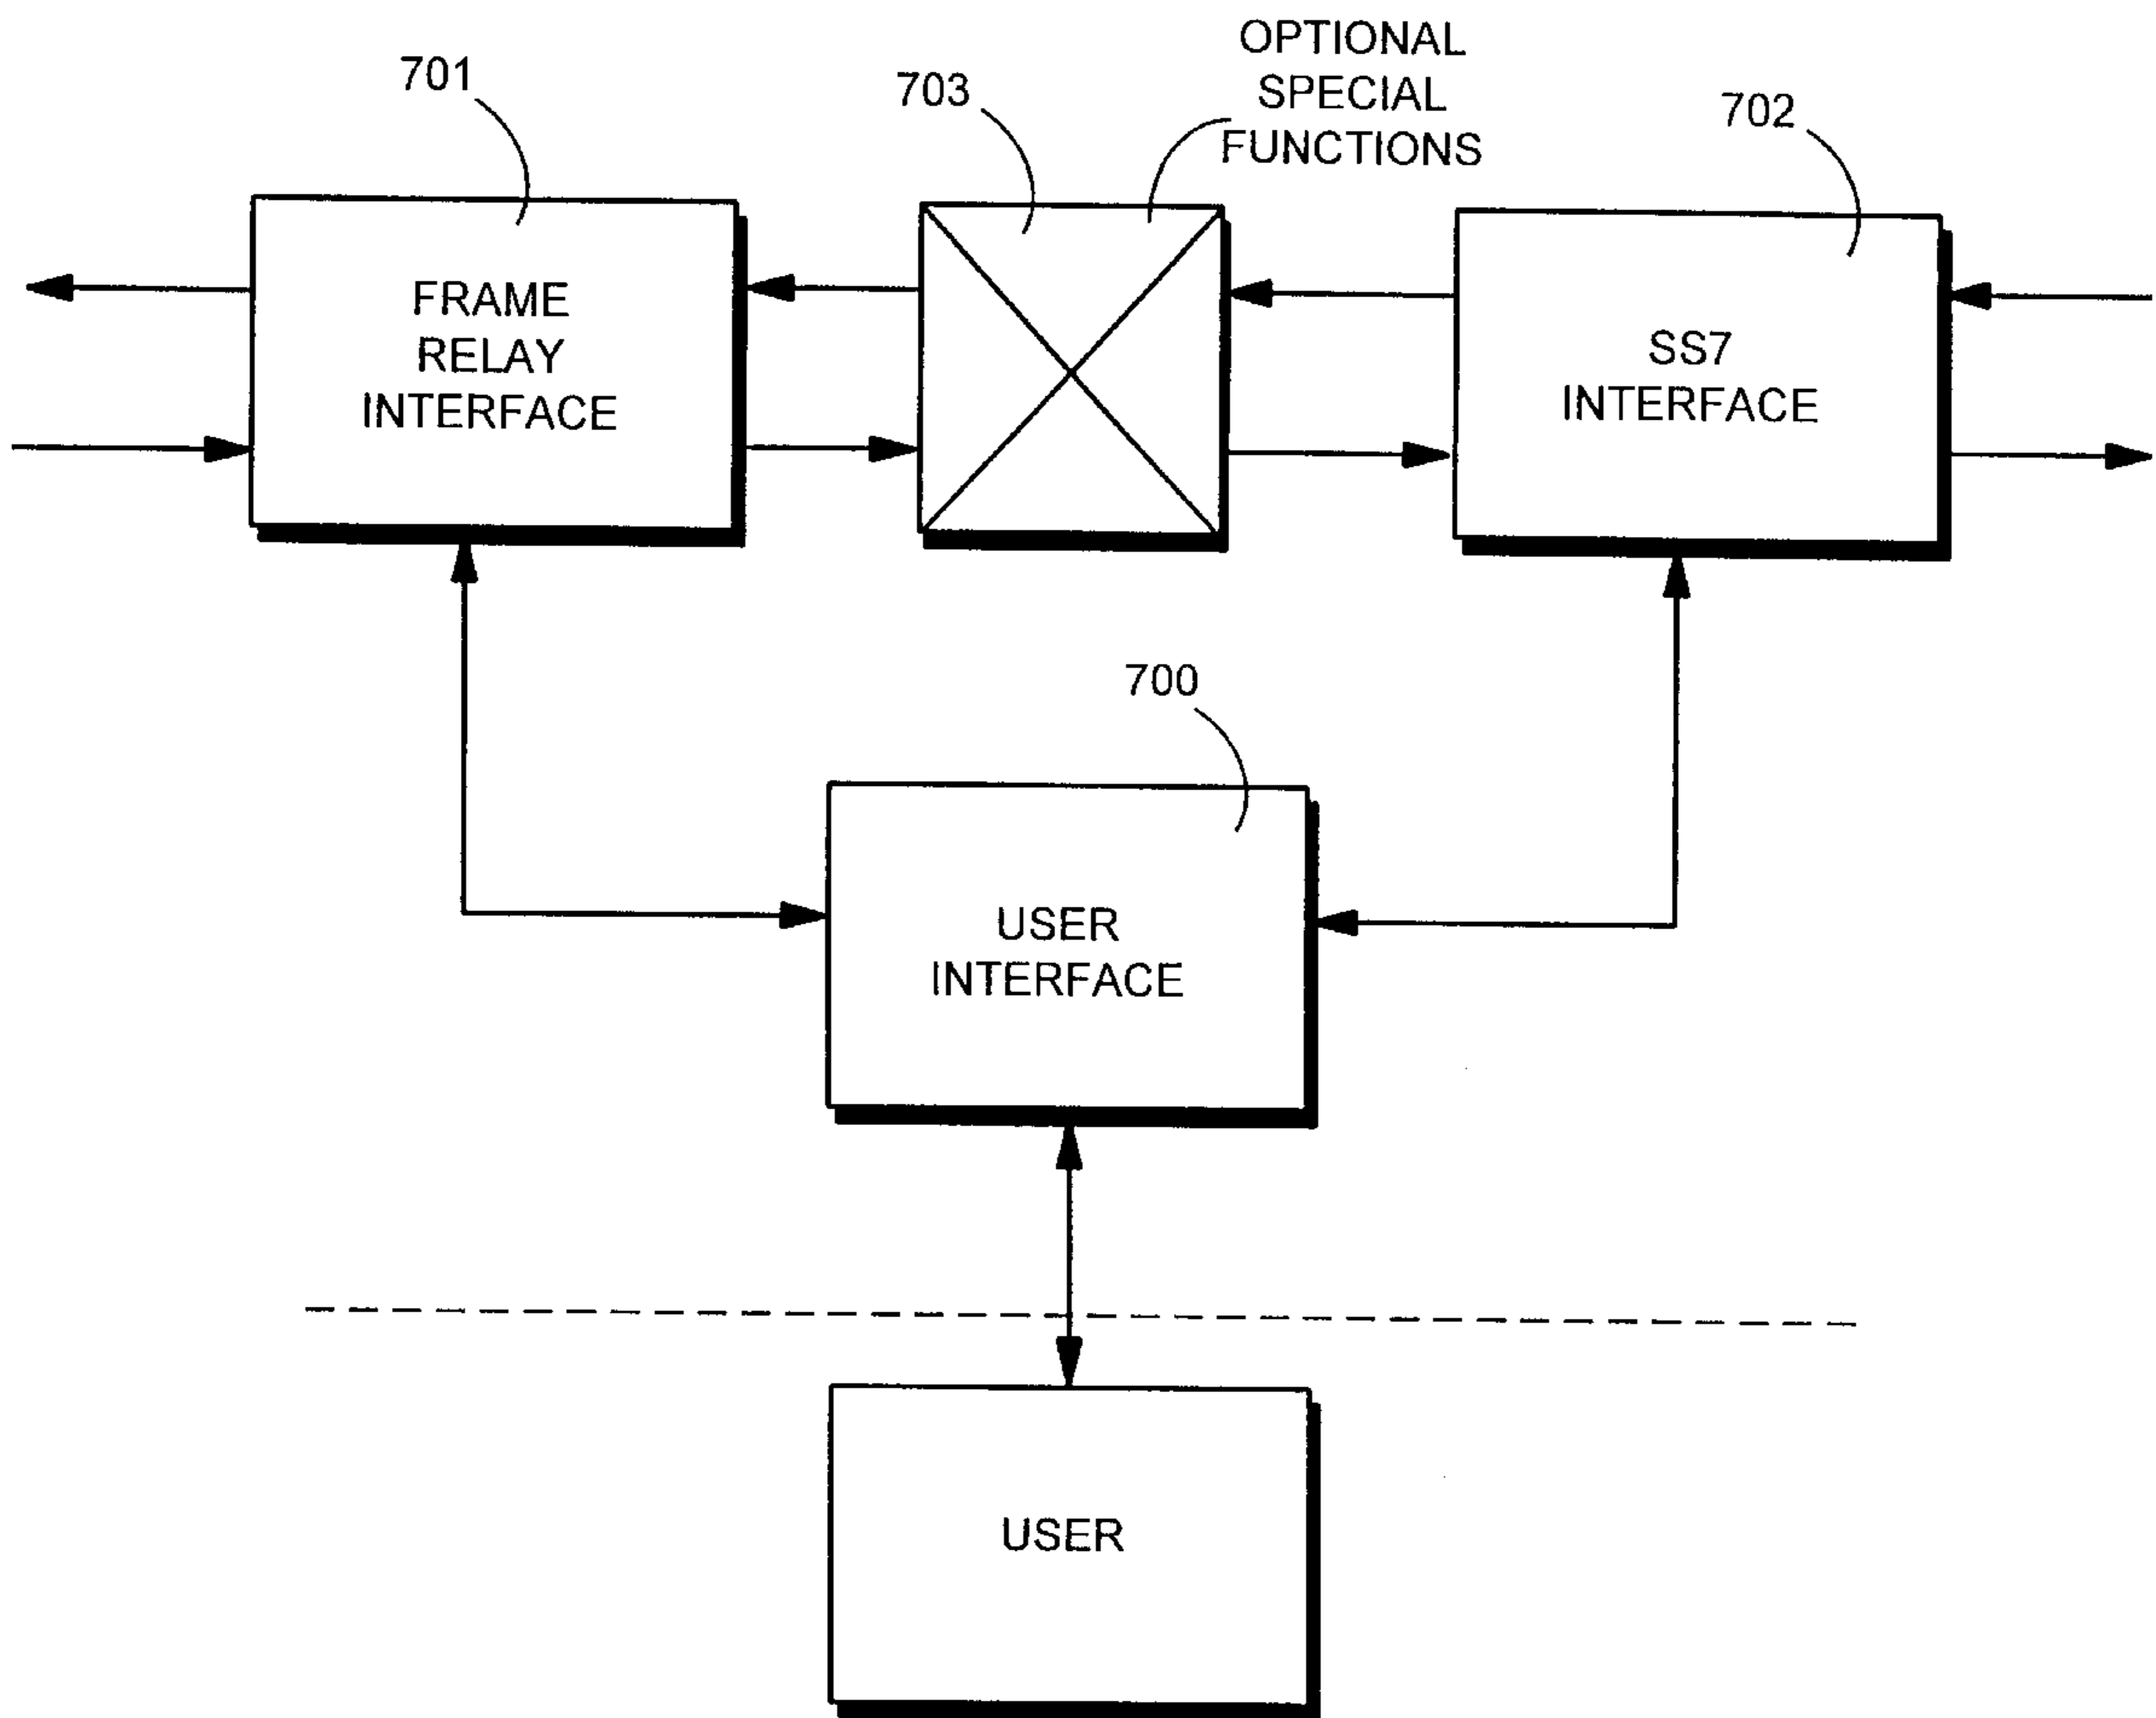 OPTIONAL
SPECIAL
FUNCTIONS
701
703
702
FRAME
RELAY
INTERFACE
SS7
INTERFACE
700
USER
INTERFACE
USER